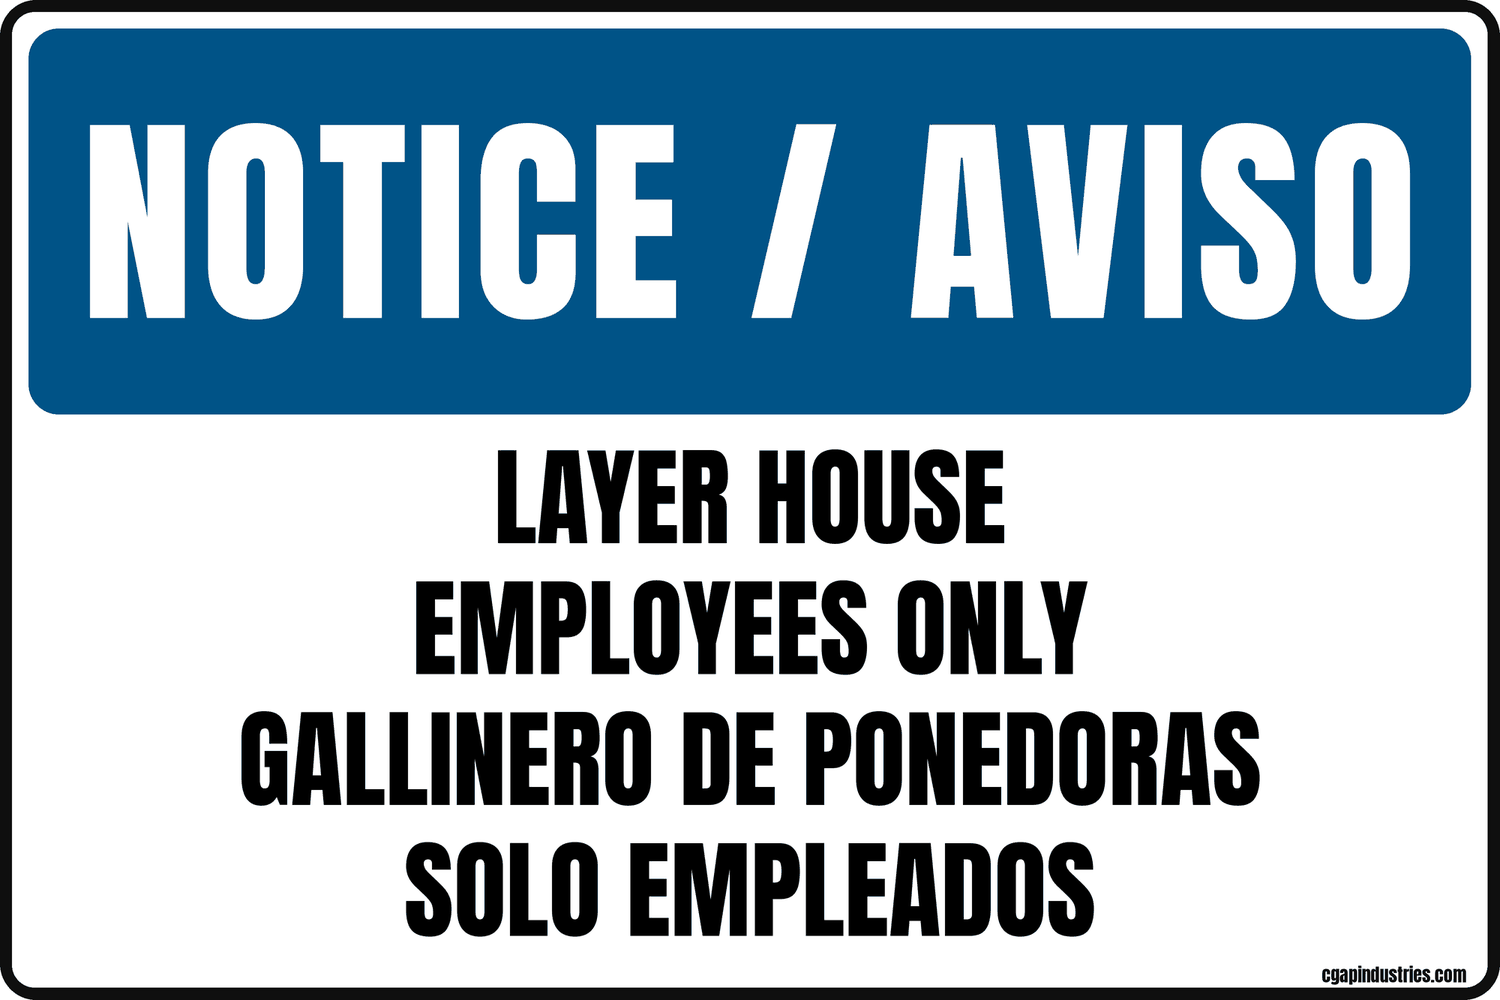 NOTICE / AVISO
LAYER HOUSE
EMPLOYEES ONLY
GALLINERO DE PONEDORAS
SOLO EMPLEADOS
cgapindustries.com